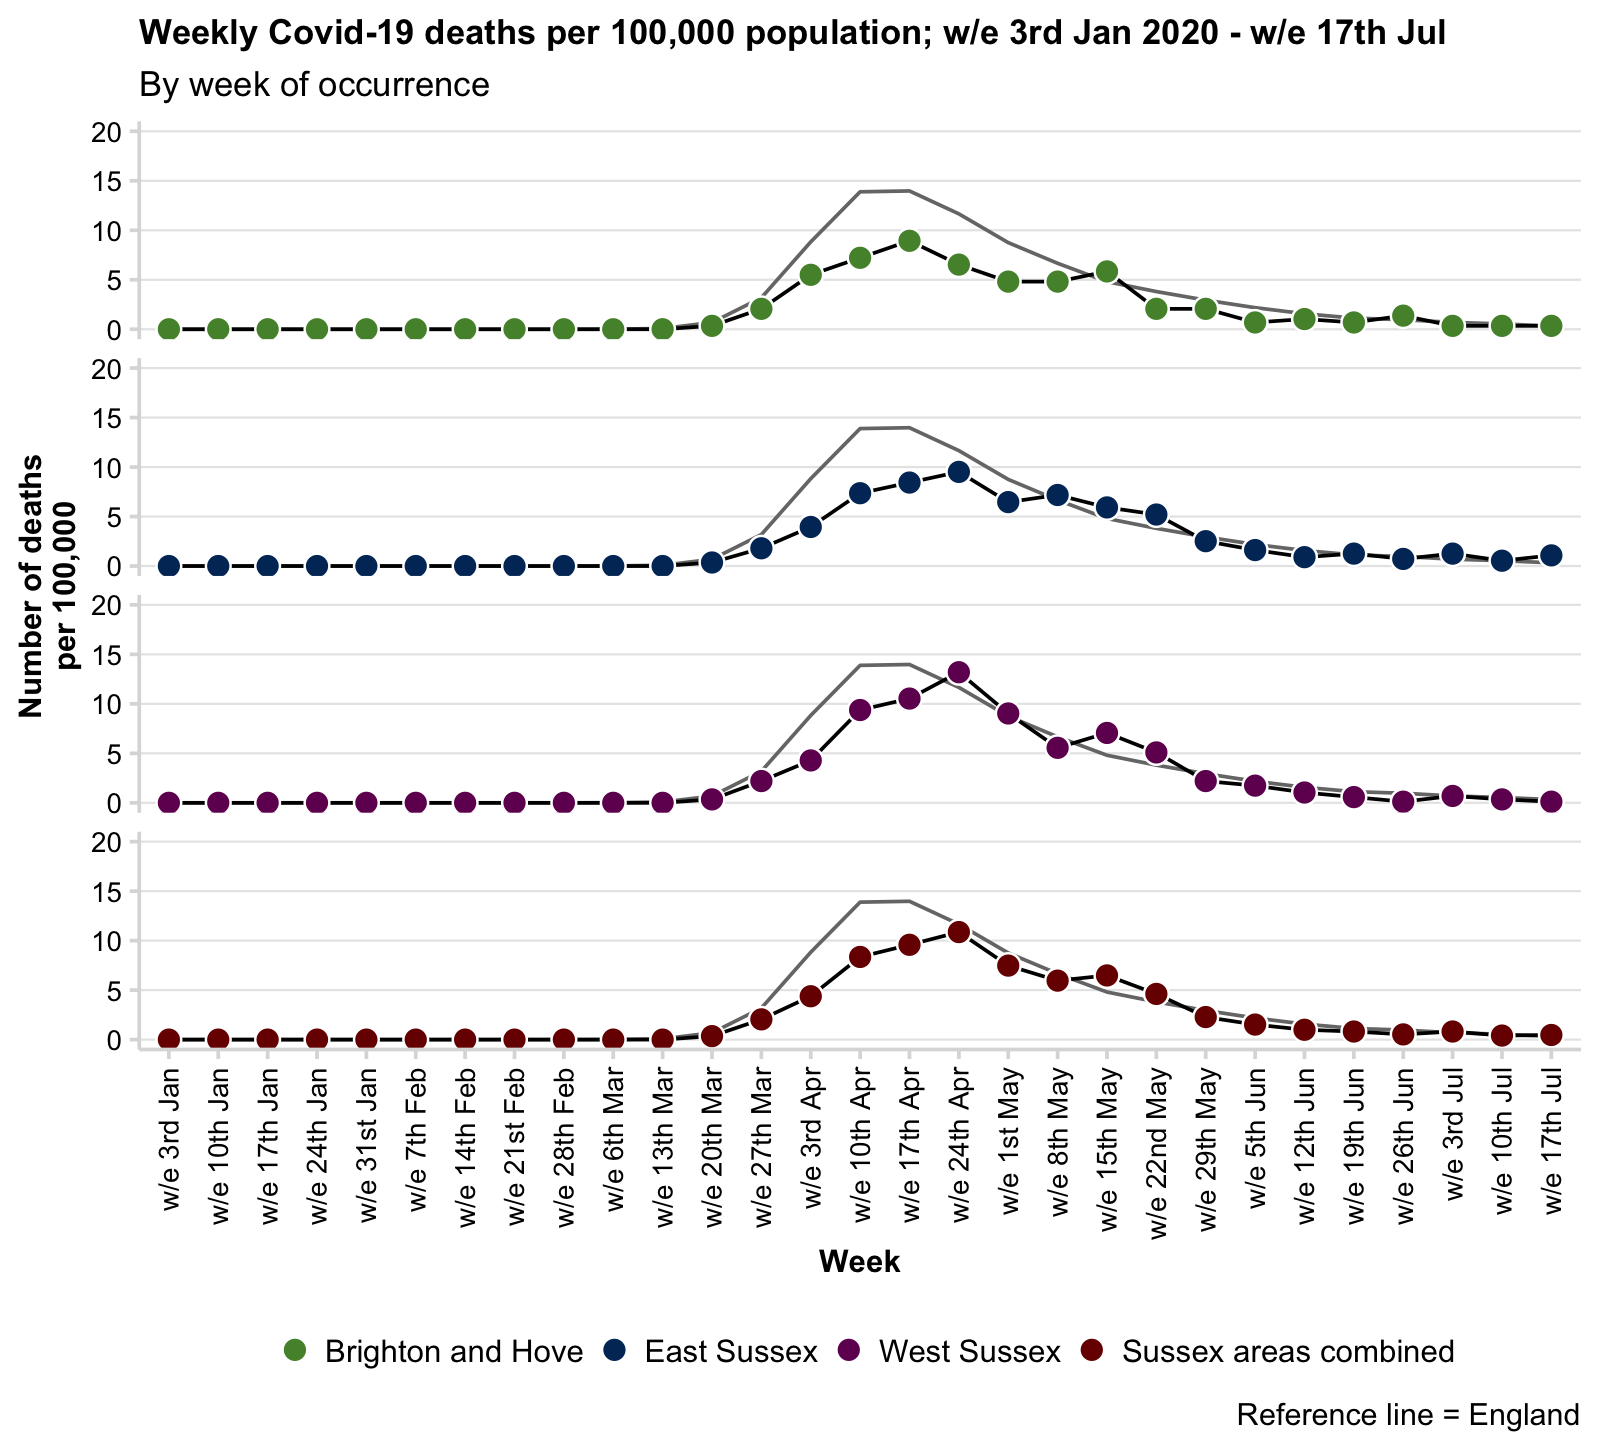 Weekly Covid-19 deaths per 100,000 population; w/e 3rd Jan 2020 - w/e 17th Jul
By week of occurrence
Number of deaths
per 100,000
20
15
10
5
0
20
15
10
5
0
20
15
10
5
0
20
15
10
5
0
w/e 3rd Jan
w/e 10th Jan
w/e 17th Jan
w/e 24th Jan
w/e 31st Jan
w/e 7th Feb
w/e 14th Feb
w/e 21st Feb
w/e 28th Feb
w/e 6th Mar
w/e 13th Mar
w/e 20th Mar
w/e 27th Mar
w/e 3rd Apr
w/e 10th Apr
w/e 17th Apr
w/e 24th Apr
w/e 1st May
w/e 8th May
w/e 15th May
w/e 22nd May
w/e 29th May
w/e 5th Jun
w/e 12th Jun
w/e 19th Jun
w/e 26th Jun
w/e 3rd Jul
w/e 10th Jul
w/e 17th Jul
Week
Brighton and Hove
East Sussex
West Sussex
Sussex areas combined
Reference line = England